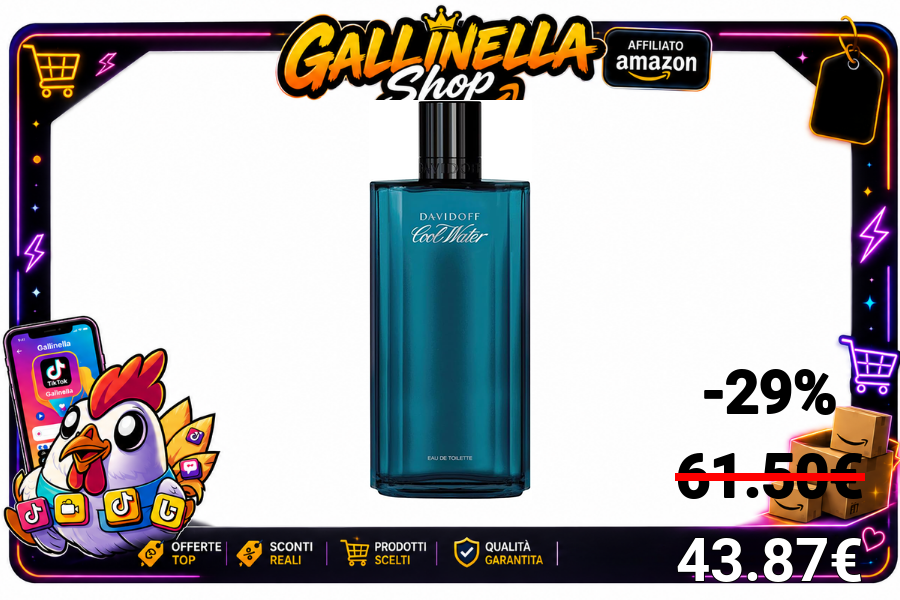 GALLINELLA
Shop
AFFILIATO
amazon
DAVIDOFF
Cool Water
EAU DE TOILETTE
Gallinella
TikTok
Gallinella
-29%
61.50€
43.87€
OFFERTE
TOP
SCONTI
REALI
PRODOTTI
SCELTI
QUALITÀ
GARANTITA